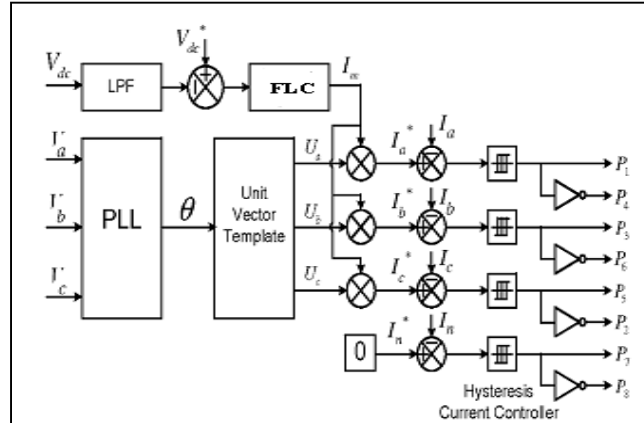 V_dc*
V_dc
LPF
FLC
I_m
V_a
V_b
V_c
PLL
θ
Unit
Vector
Template
U_a
U_b
U_c
I_a*
I_a
P_1
P_4
I_b*
I_b
P_3
P_6
I_c*
I_c
P_5
P_2
0
I_n*
I_n
P_7
P_8
Hysteresis
Current Controller